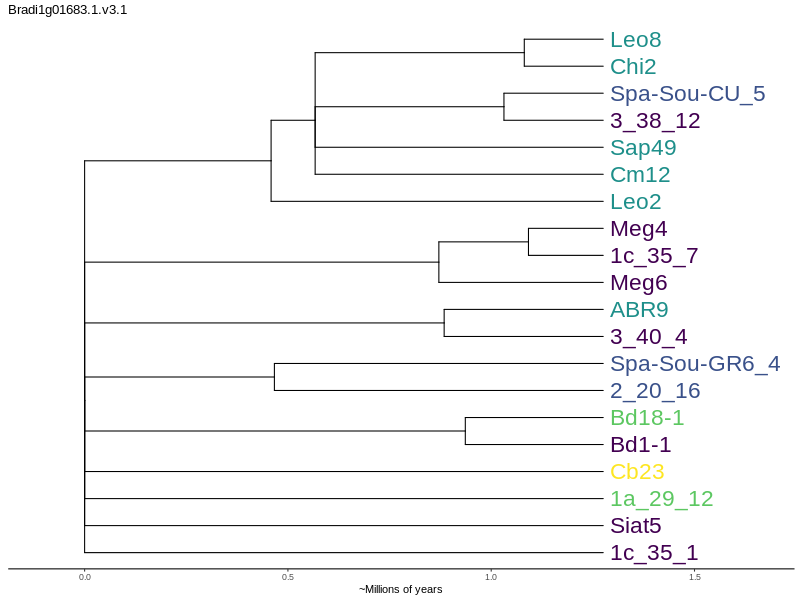 Bradi1g01683.1.v3.1
Leo8
Chi2
Spa-Sou-CU_5
3_38_12
Sap49
Cm12
Leo2
Meg4
1c_35_7
Meg6
ABR9
3_40_4
Spa-Sou-GR6_4
2_20_16
Bd18-1
Bd1-1
Cb23
1a_29_12
Siat5
1c_35_1
0.0 0.5 1.0 1.5
~Millions of years